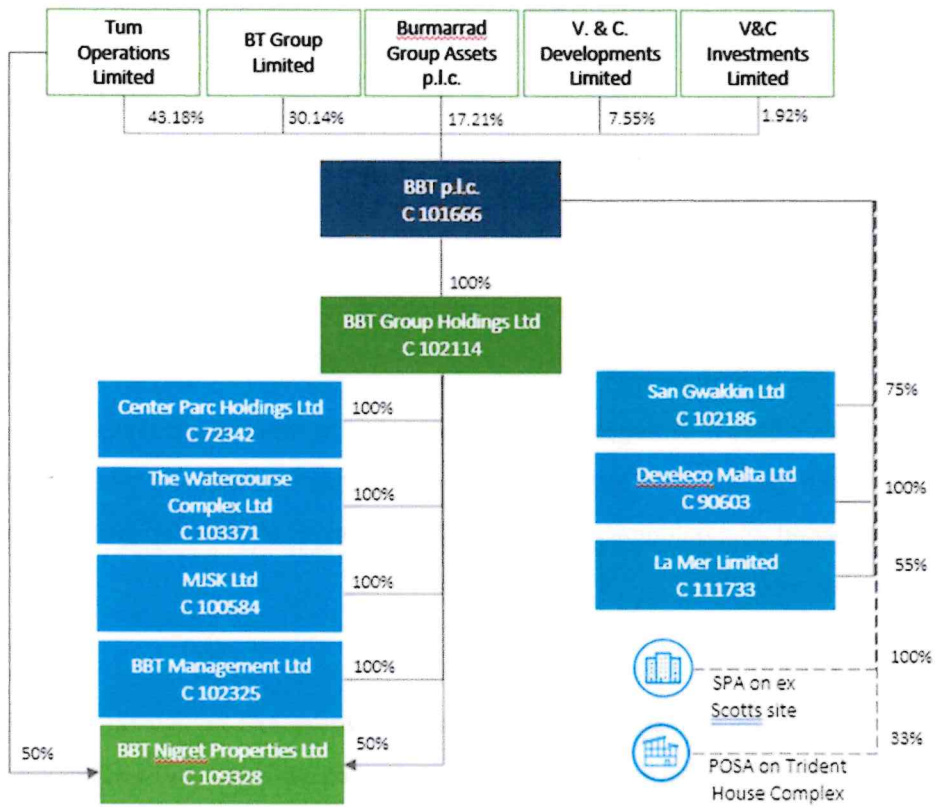 Tum
Operations
Limited
BT Group
Limited
Burmarrad
Group Assets
p.l.c.
V. & C.
Developments
Limited
V&C
Investments
Limited
43.18%
30.14%
17.21%
7.55%
1.92%
BBT p.l.c.
C 101666
100%
BBT Group Holdings Ltd
C 102114
Center Parc Holdings Ltd
C 72342
100%
The Watercourse
Complex Ltd
C 103371
100%
MJSK Ltd
C 100584
100%
BBT Management Ltd
C 102325
100%
50%
BBT Nigret Properties Ltd
C 109328
50%
San Gwakkin Ltd
C 102186
75%
Develeco Malta Ltd
C 90603
100%
La Mer Limited
C 111733
55%
100%
SPA on ex
Scotts site
33%
POSA on Trident
House Complex